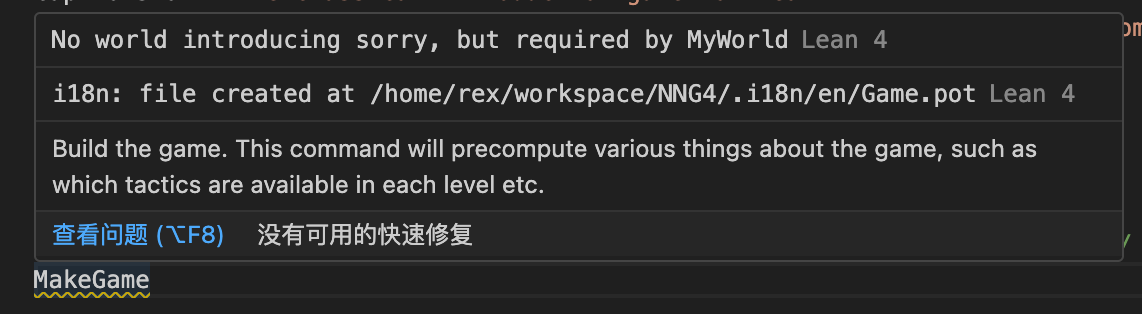 No world introducing sorry, but required by MyWorld Lean 4
i18n: file created at /home/rex/workspace/NNG4/.i18n/en/Game.pot Lean 4
Build the game. This command will precompute various things about the game, such as
which tactics are available in each level etc.
查看问题 (⌥F8) 没有可用的快速修复
MakeGame